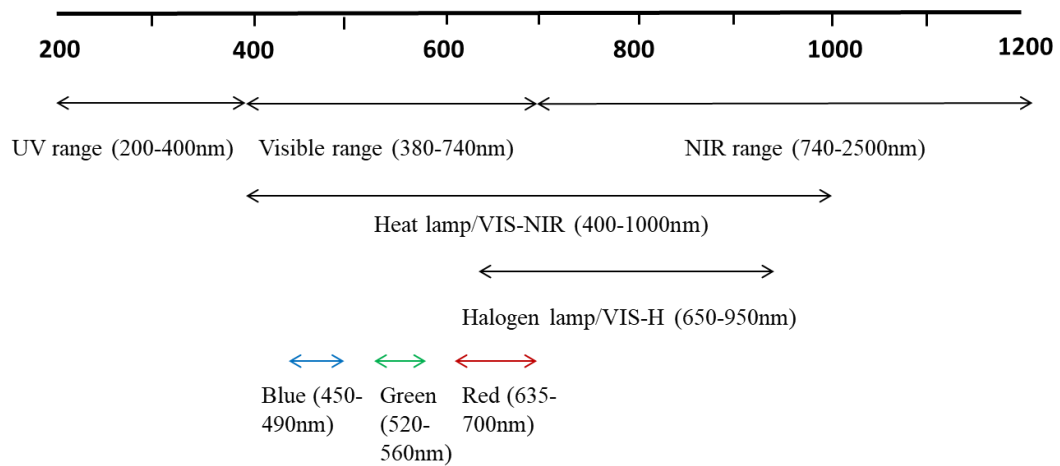 200 400 600 800 1000 1200
UV range (200-400nm) Visible range (380-740nm) NIR range (740-2500nm)
Heat lamp/VIS-NIR (400-1000nm)
Halogen lamp/VIS-H (650-950nm)
Blue (450-
490nm)
Green
(520-
560nm)
Red (635-
700nm)